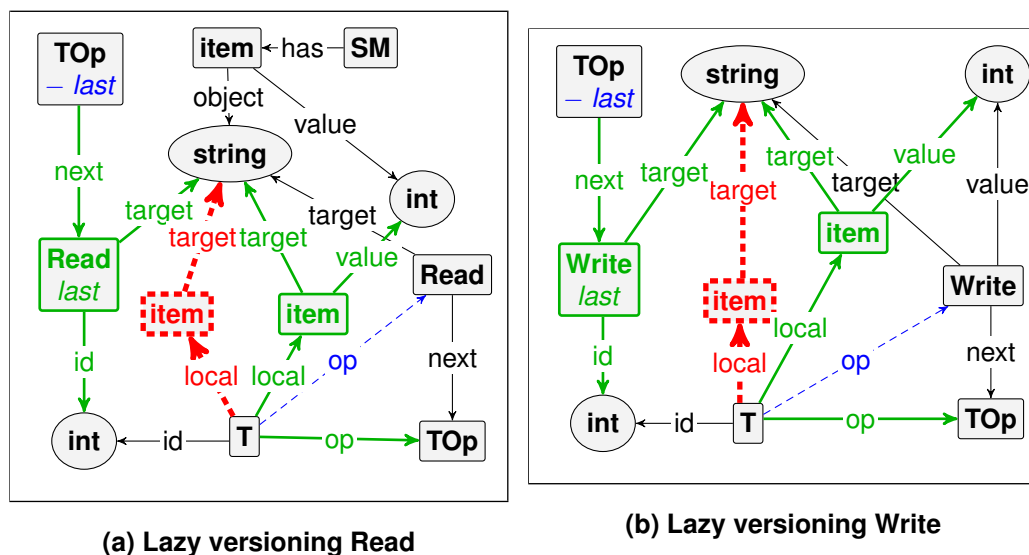 TOp
– last
item
has
SM
object
value
next
string
int
target
target
target
target
value
Read
last
item
item
Read
id
local
local
op
next
int
id
T
op
TOp
(a) Lazy versioning Read
TOp
– last
string
int
next
target
target
target
target
value
value
Write
last
item
item
Write
id
local
local
op
next
int
id
T
op
TOp
(b) Lazy versioning Write